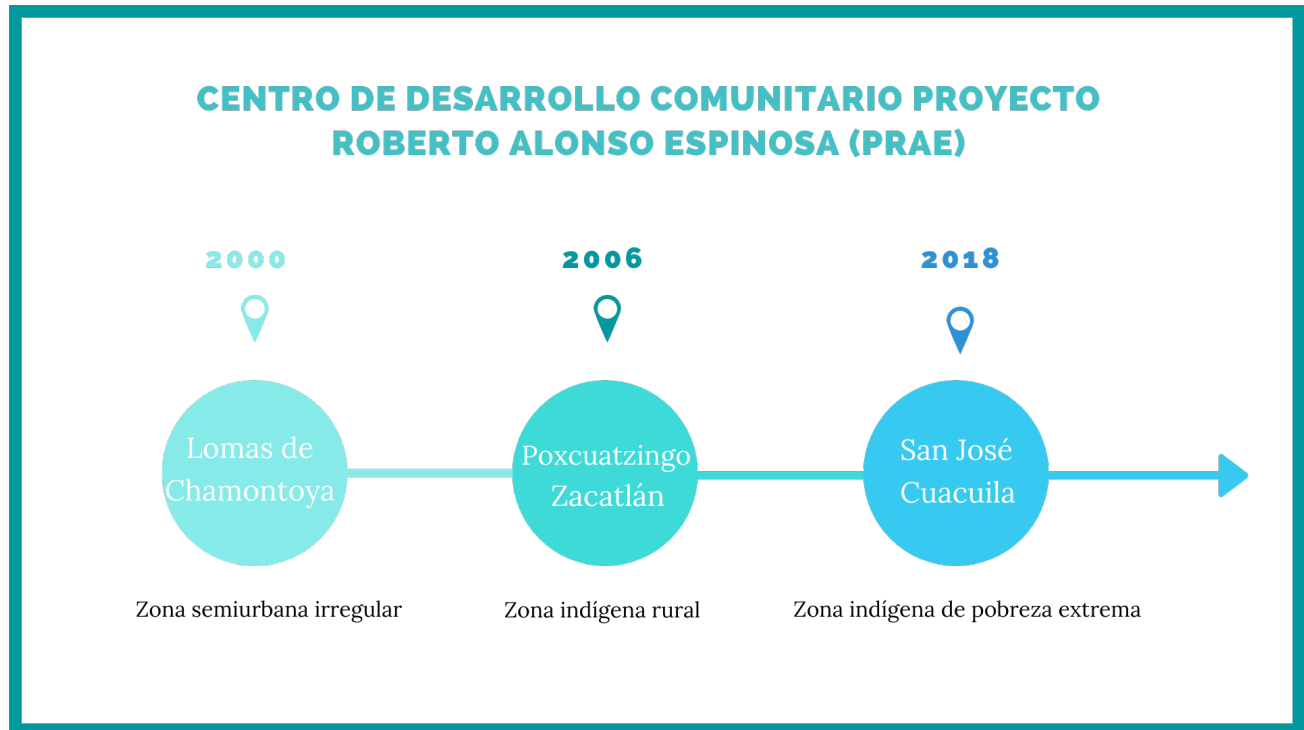 CENTRO DE DESARROLLO COMUNITARIO PROYECTO
ROBERTO ALONSO ESPINOSA (PRAE)
2000
2006
2018
Lomas de
Chamontoya
Poxcuatzingo
Zacatlán
San José
Cuacuila
Zona semiurbana irregular
Zona indígena rural
Zona indígena de pobreza extrema